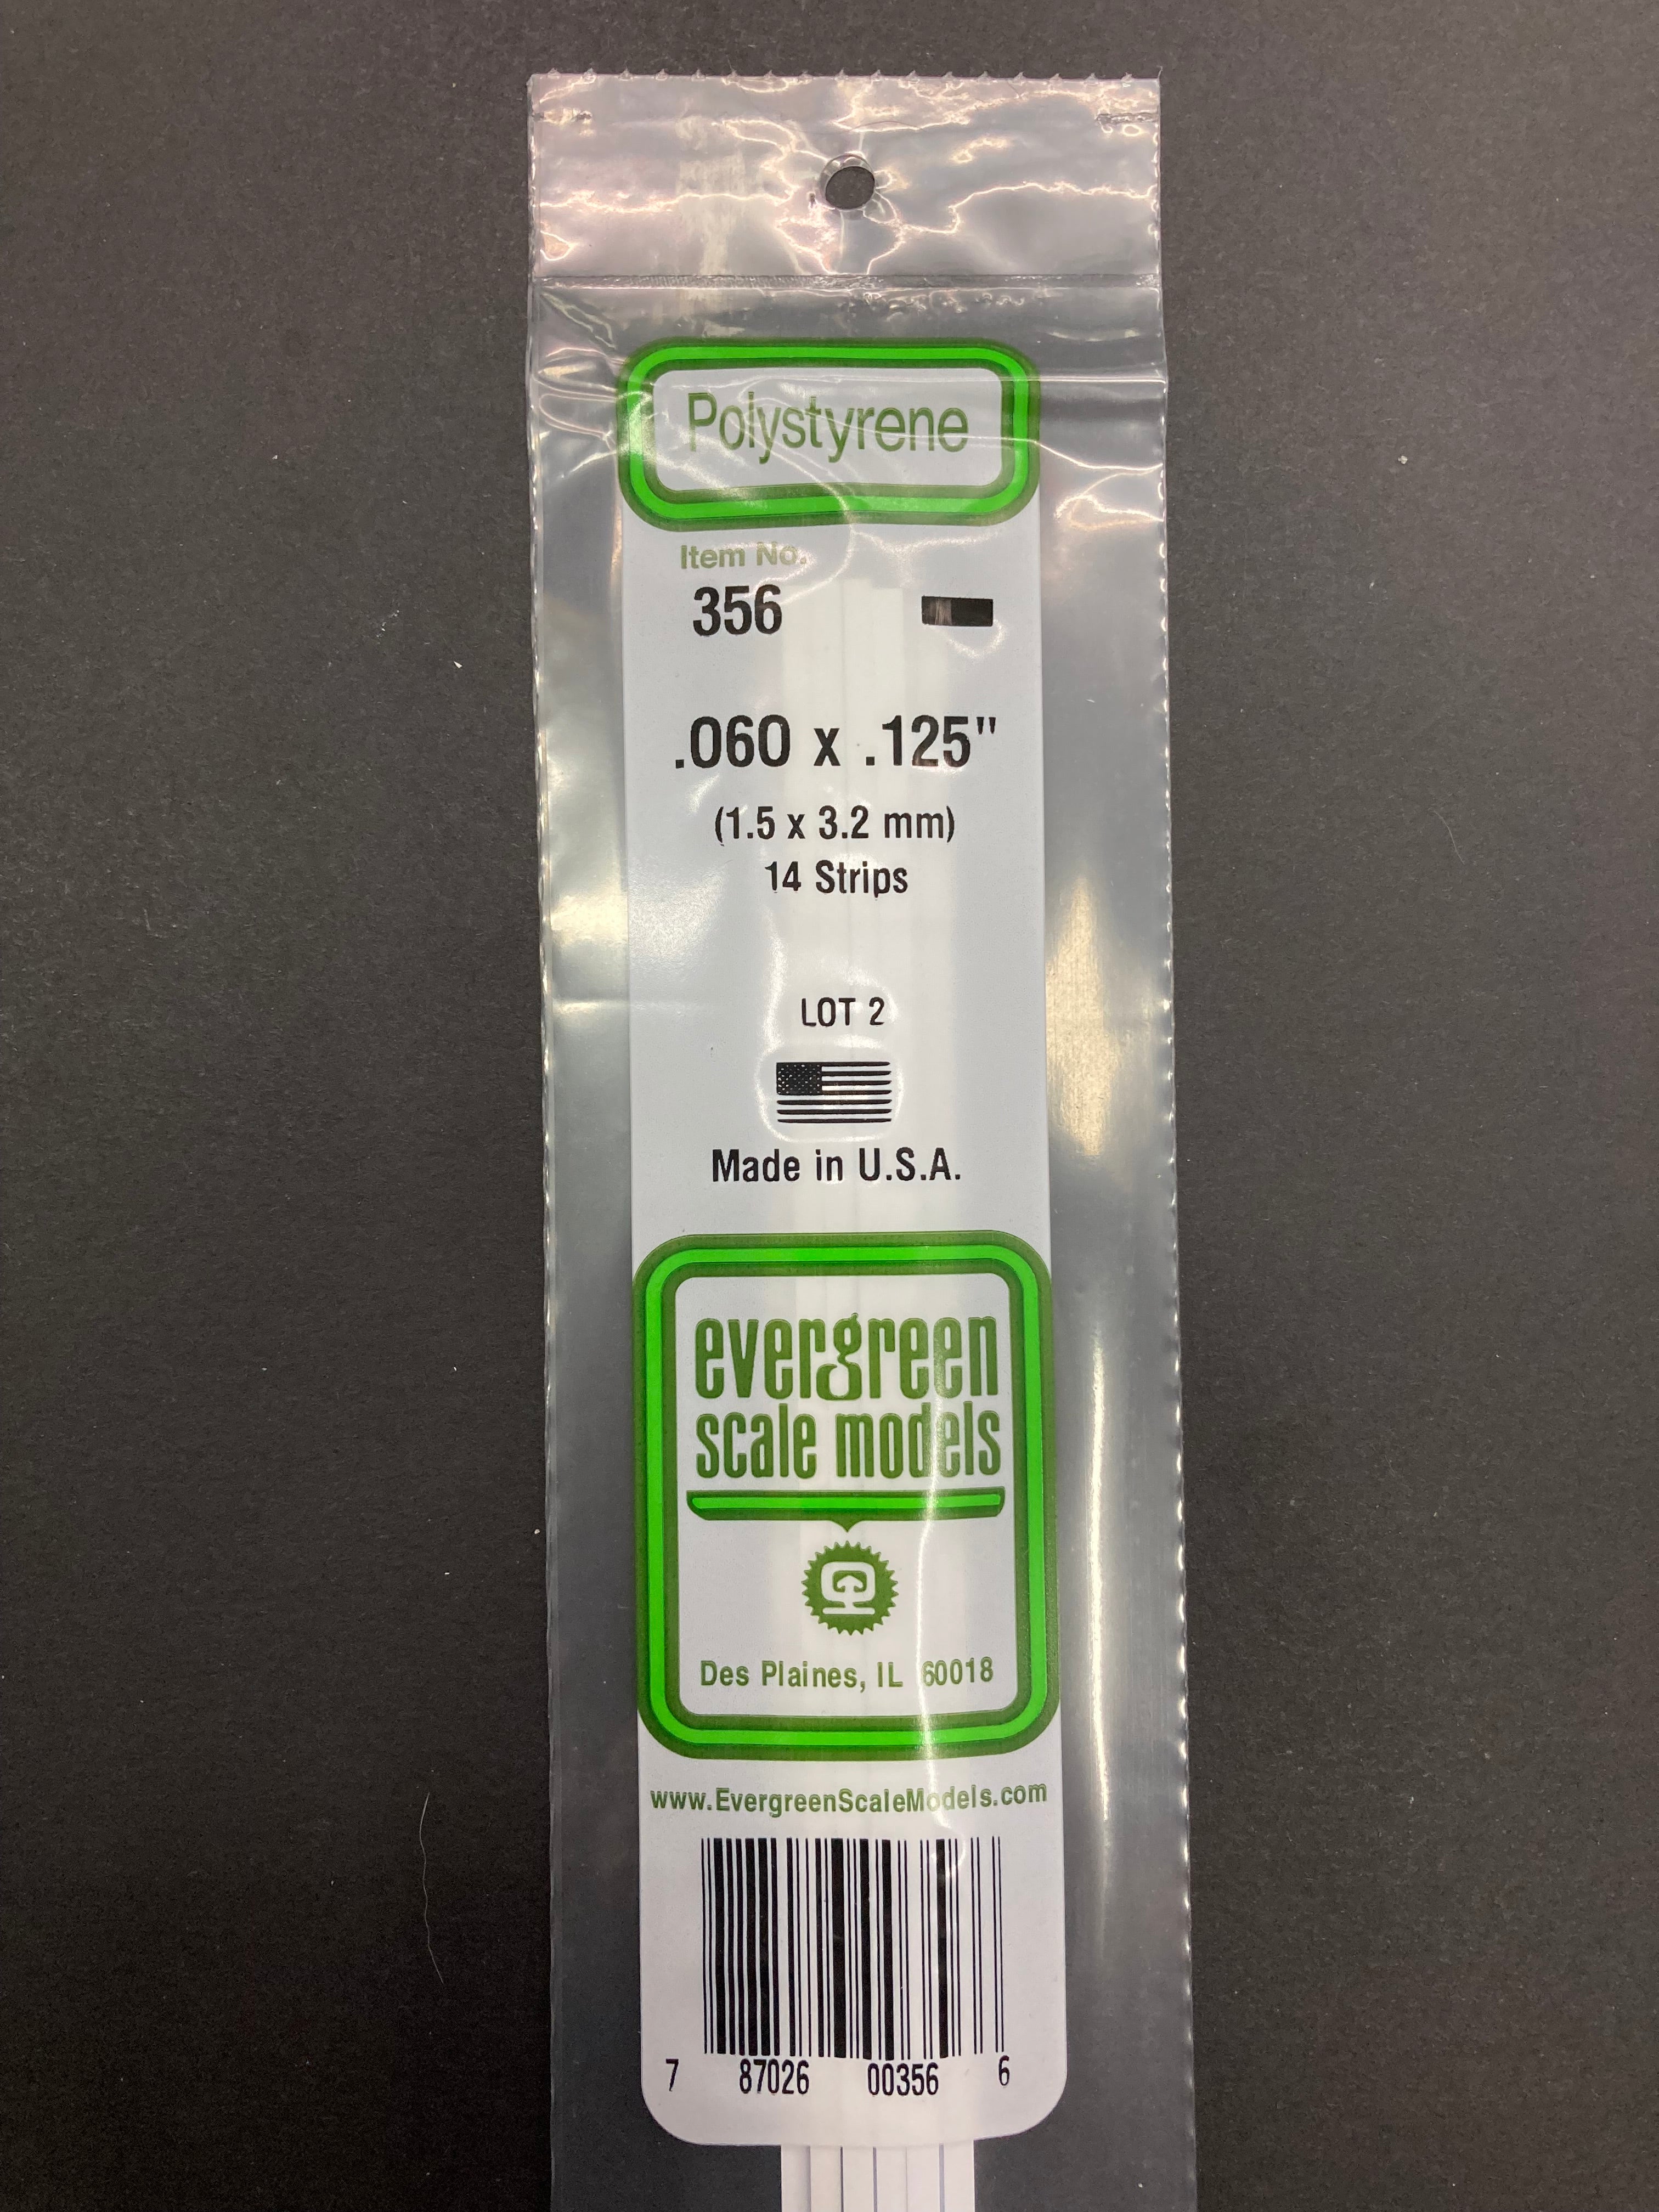 Polystyrene
Item No.
356
.060 x .125"
(1.5 x 3.2 mm)
14 Strips
LOT 2
Made in U.S.A.
evergreen
scale models
Des Plaines, IL 60018
www.EvergreenScaleModels.com
7 87026 00356 6